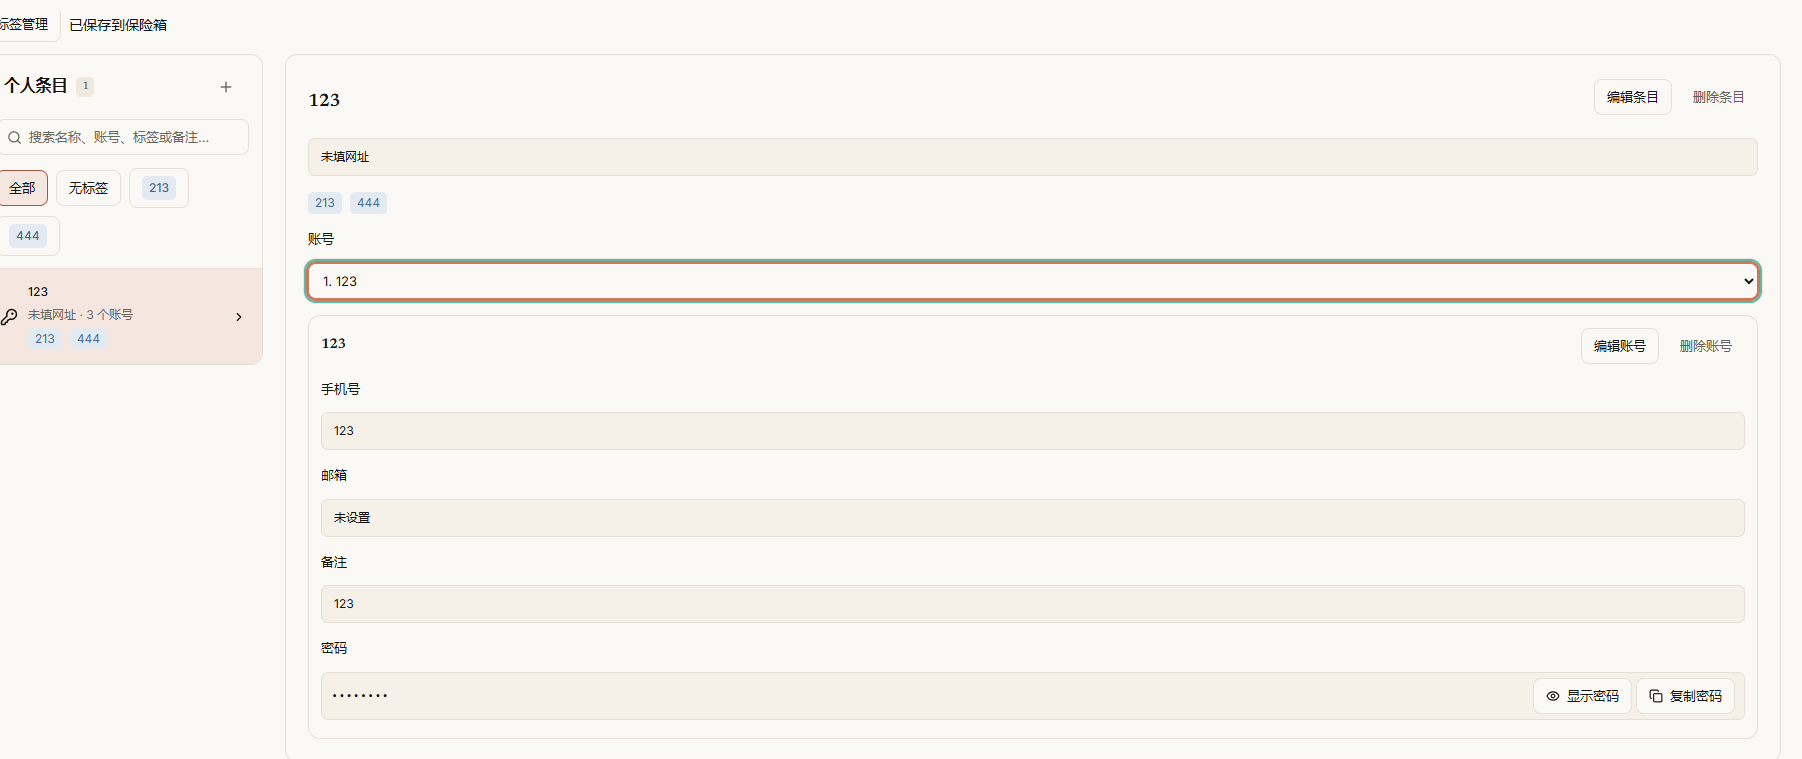 标签管理 已保存到保险箱
个人条目 1
搜索名称、账号、标签或备注...
全部 无标签 213
444
123
未填网址 · 3 个账号
213 444
123 编辑条目 删除条目
未填网址
213 444
账号
1. 123
123 编辑账号 删除账号
手机号
123
邮箱
未设置
备注
123
密码
········ 显示密码 复制密码